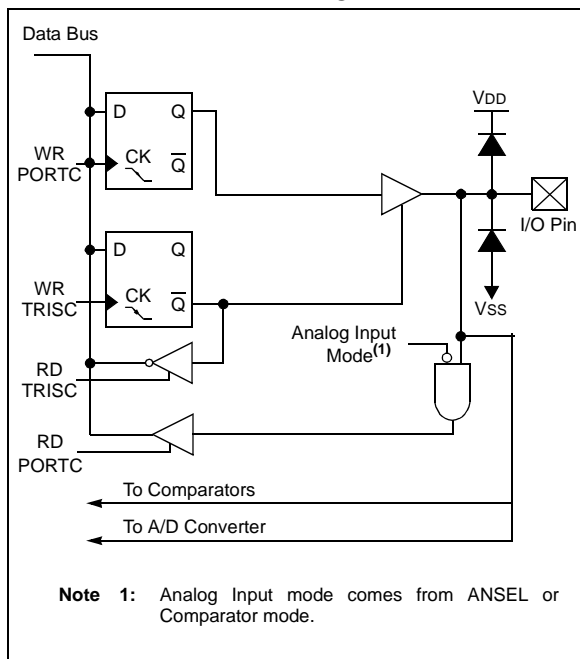 Data Bus
D Q
VDD
WR
PORTC
CK Q
I/O Pin
D Q
WR
TRISC
CK Q
VSS
Analog Input
Mode(1)
RD
TRISC
RD
PORTC
To Comparators
To A/D Converter
Note 1: Analog Input mode comes from ANSEL or
Comparator mode.